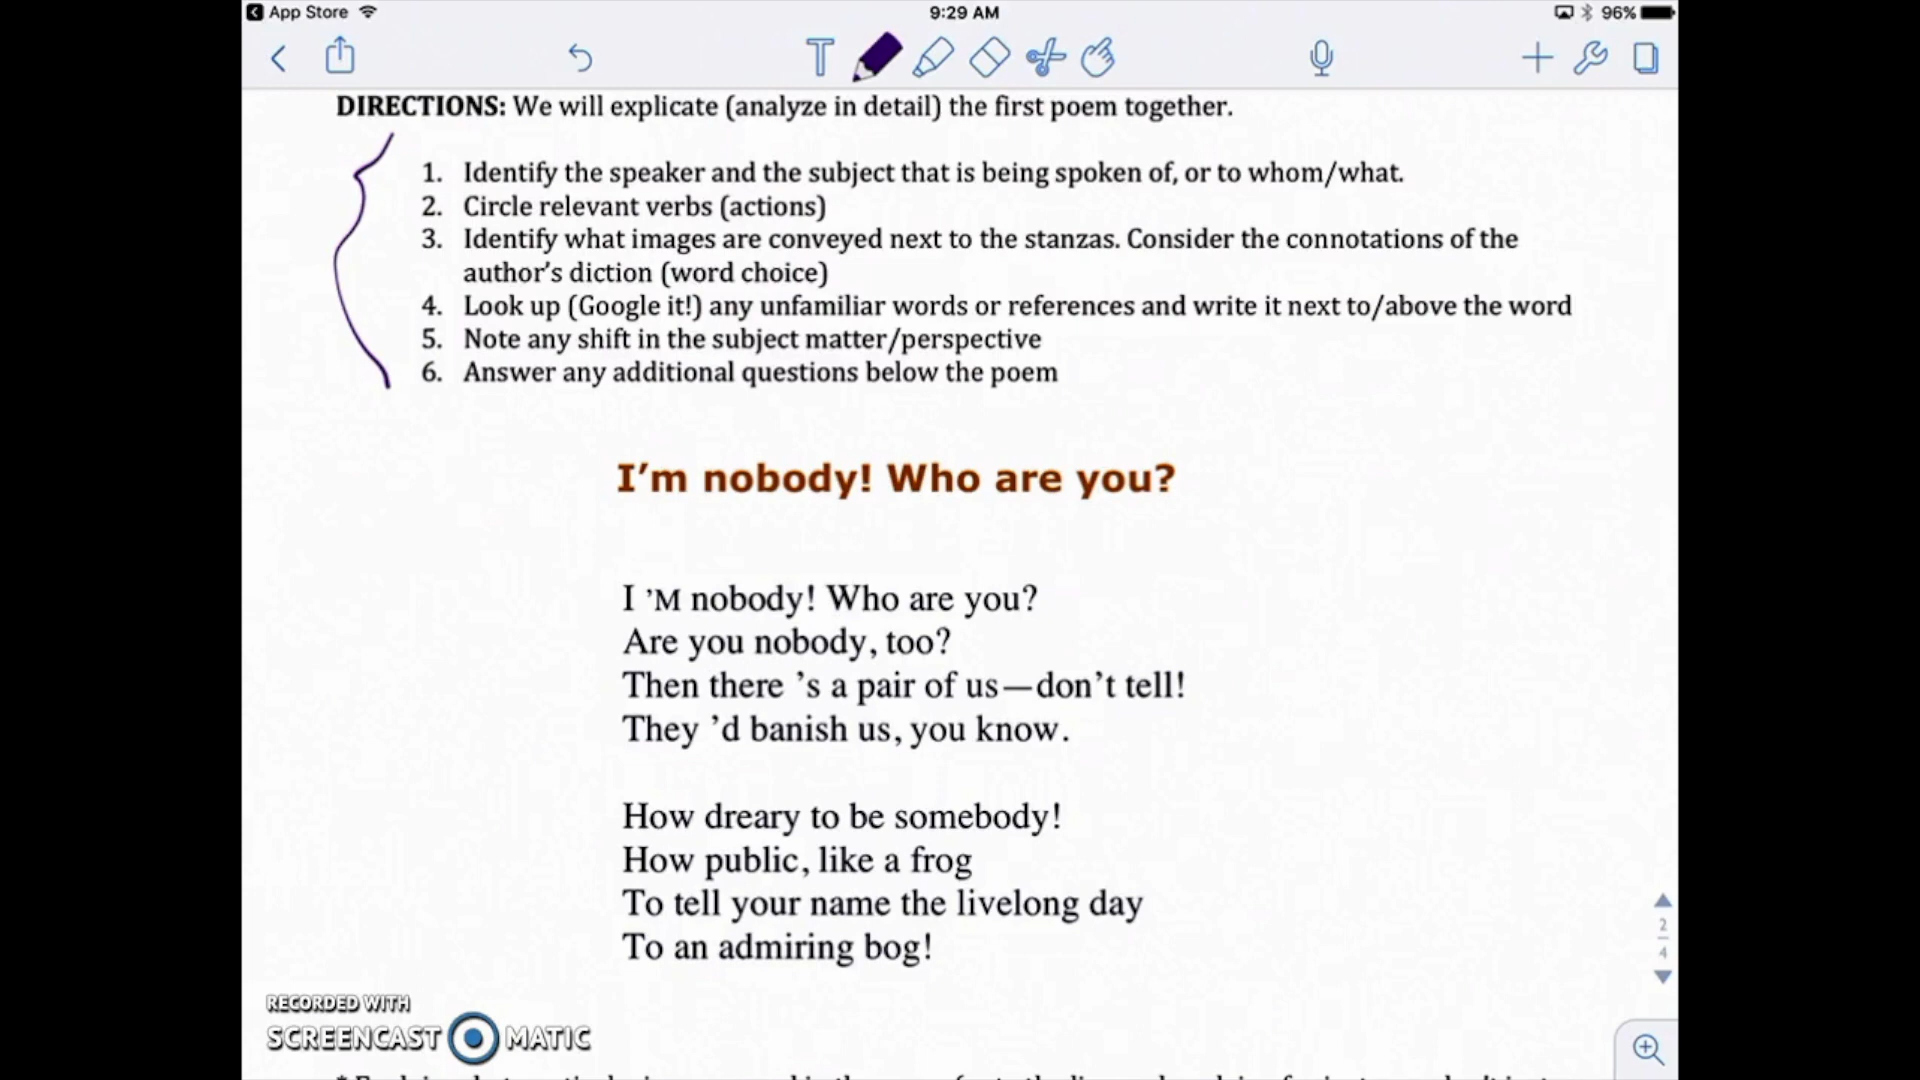 App Store
9:29 AM
96%
DIRECTIONS: We will explicate (analyze in detail) the first poem together.
1. Identify the speaker and the subject that is being spoken of, or to whom/what.
2. Circle relevant verbs (actions)
3. Identify what images are conveyed next to the stanzas. Consider the connotations of the
author’s diction (word choice)
4. Look up (Google it!) any unfamiliar words or references and write it next to/above the word
5. Note any shift in the subject matter/perspective
6. Answer any additional questions below the poem
I’m nobody! Who are you?
I ’M nobody! Who are you?
Are you nobody, too?
Then there ’s a pair of us—don’t tell!
They ’d banish us, you know.
How dreary to be somebody!
How public, like a frog
To tell your name the livelong day
To an admiring bog!
2
4
RECORDED WITH
SCREENCAST MATIC